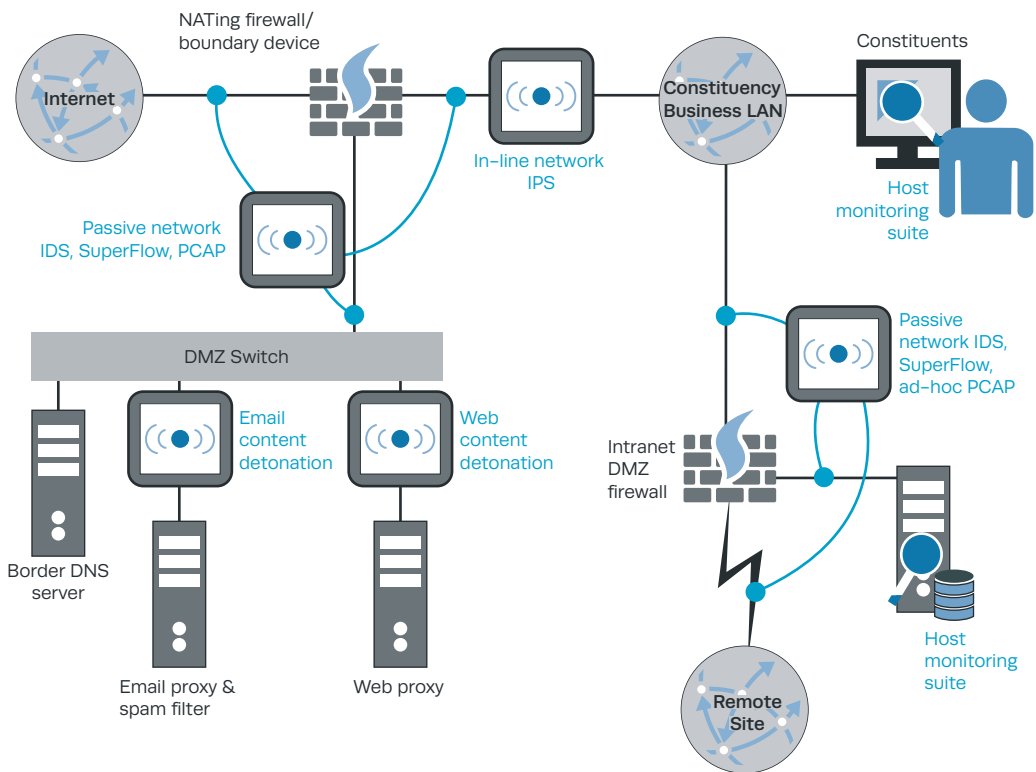 NATing firewall/
boundary device
Internet
In-line network
IPS
Constituency
Business LAN
Constituents
Host
monitoring
suite
Passive network
IDS, SuperFlow, PCAP
DMZ Switch
Email
content
detonation
Web
content
detonation
Border DNS
server
Email proxy &
spam filter
Web proxy
Passive
network IDS,
SuperFlow,
ad-hoc PCAP
Intranet
DMZ
firewall
Host
monitoring
suite
Remote
Site